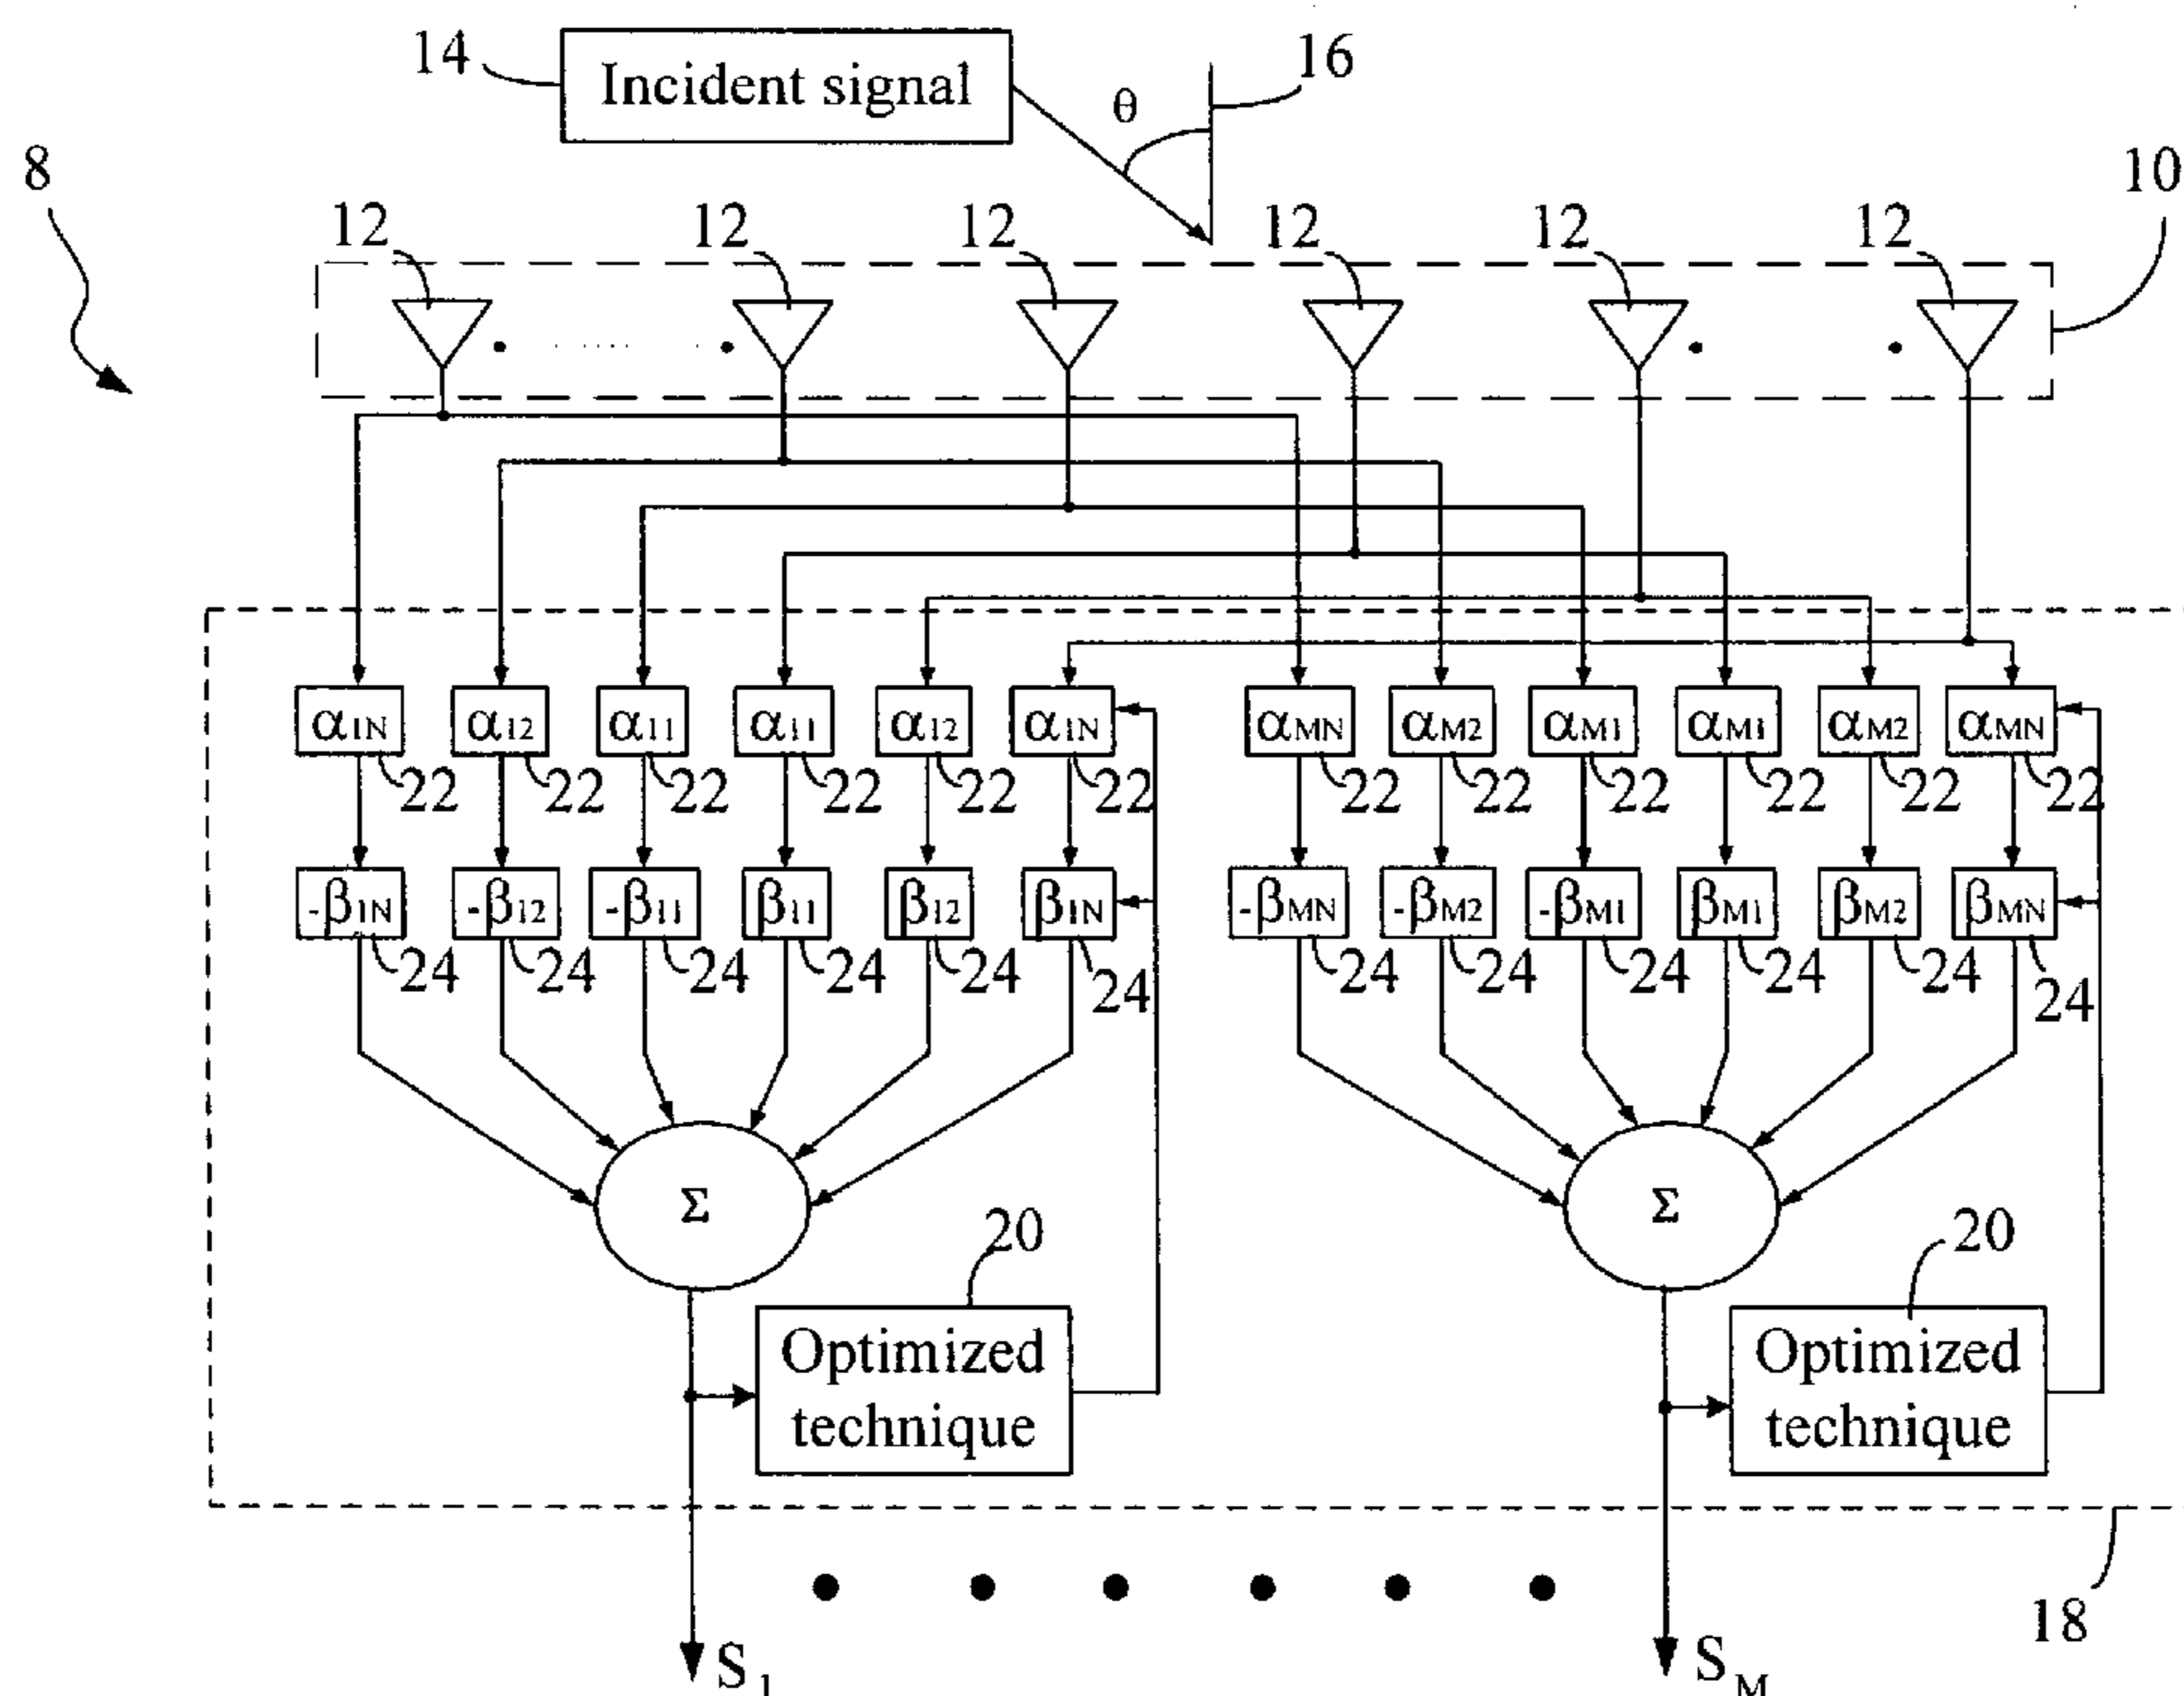 14 Incident signal θ 16
8 10
12 12 12 12 12 12
α1N α12 α11 α11 α12 α1N αMN αM2 αM1 αM1 αM2 αMN
22 22 22 22 22 22 22 22 22 22 22 22
-β1N -β12 -β11 β11 β12 β1N -βMN -βM2 -βM1 βM1 βM2 βMN
24 24 24 24 24 24 24 24 24 24 24 24
Σ Σ
20 20
Optimized
technique
Optimized
technique
18
S1 SM